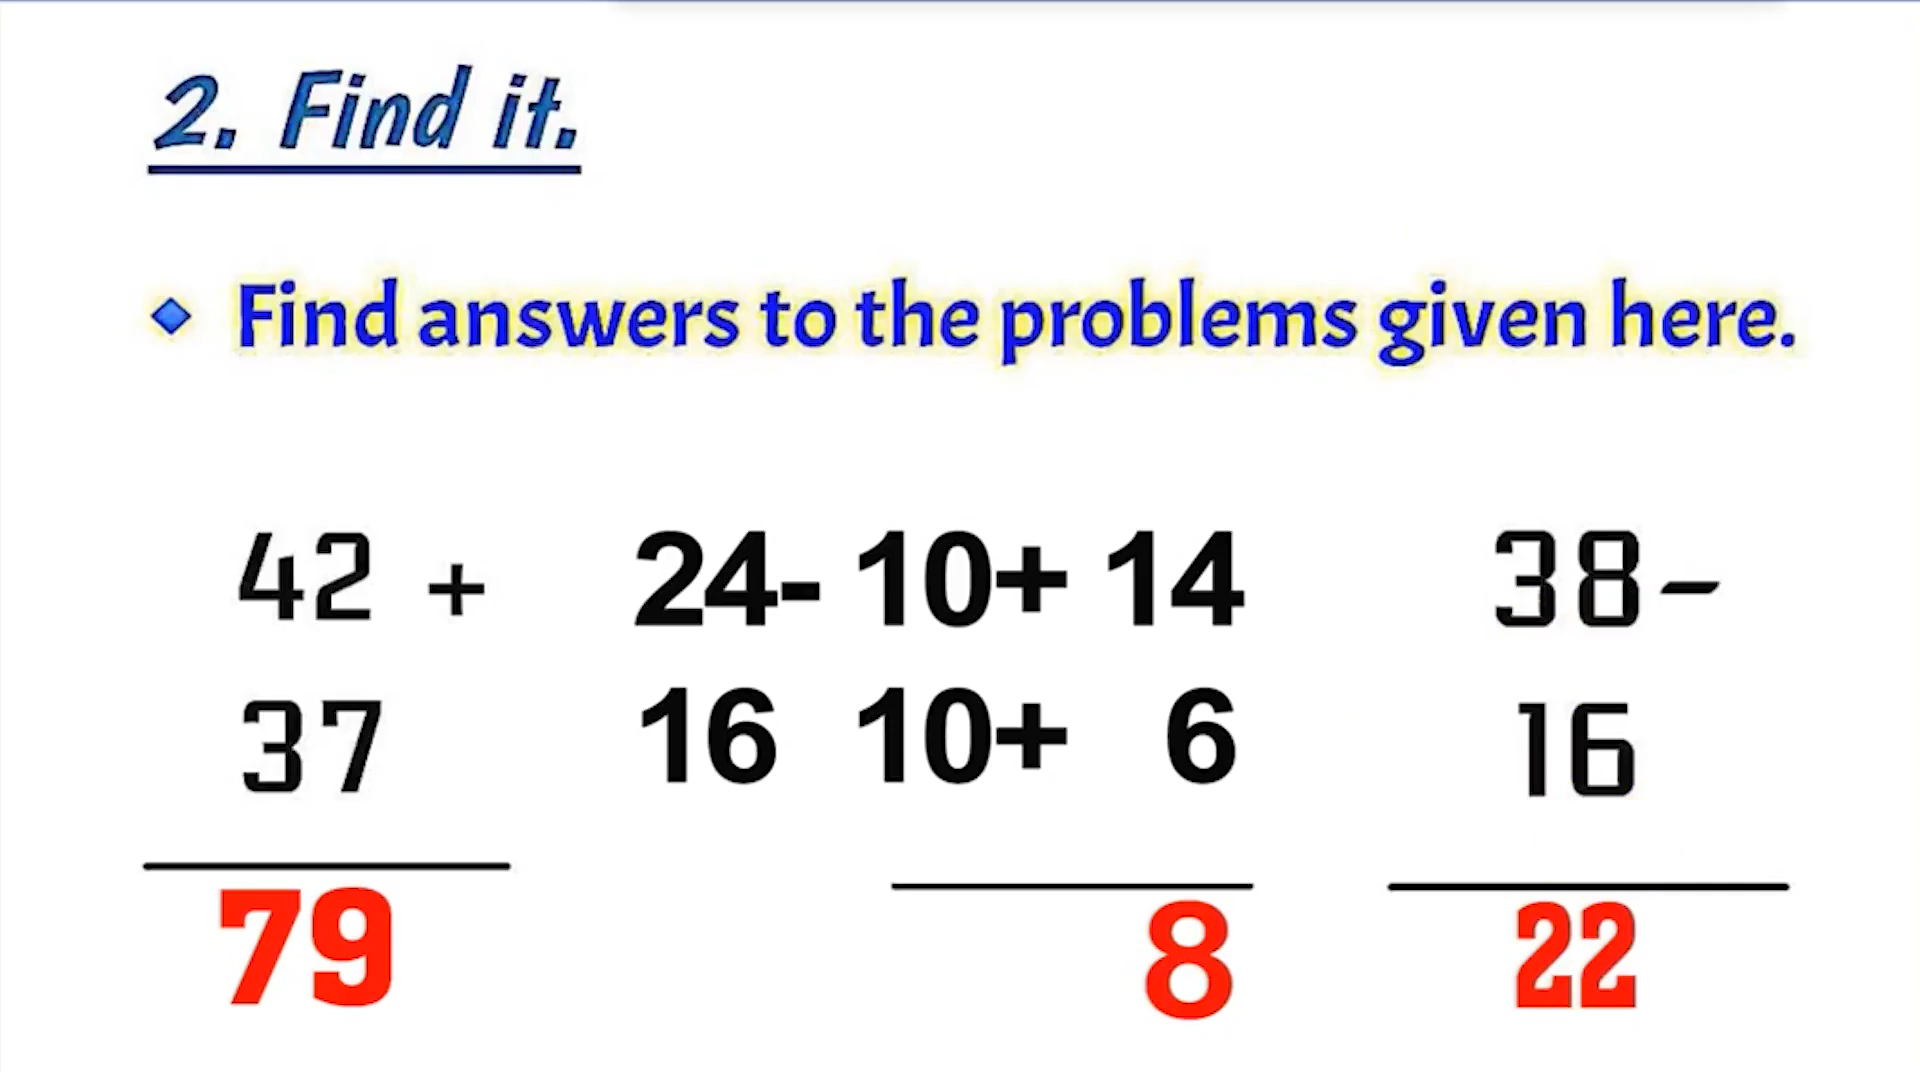 2. Find it.
Find answers to the problems given here.
42 + 24- 10+ 14 38-
37 16 10+ 6 16
79 8 22